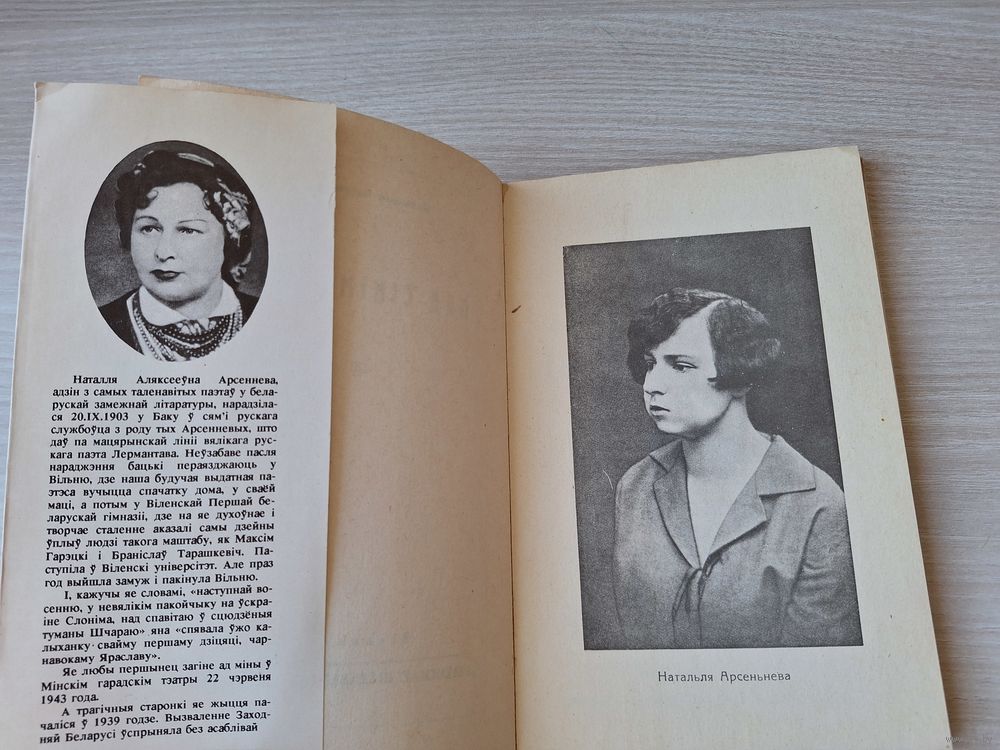 Наталля Аляксееўна Арсеннева,
адзін з самых таленавітых паэтаў у бела-
рускай замежнай літаратуры, нарадзіла-
ся 20.IX.1903 у Баку ў сям'і рускага
службоўца з роду тых Арсенневых, што
даў па мацярынскай лініі вялікага рус-
кага паэта Лермантава. Неўзабаве пасля
нараджэння бацькі пераязджаюць у
Вільню, дзе наша будучая выдатная па-
этэса вучыцца спачатку дома, у сваёй
маці, а потым у Віленскай Першай бе-
ларускай гімназіі, дзе на яе духоўнае і
творчае сталенне аказалі самы дзейны
ўплыў людзі такога маштабу, як Максім
Гарэцкі і Браніслаў Тарашкевіч. Па-
ступіла ў Віленскі універсітэт. Але праз
год выйшла замуж і пакінула Вільню.
І, кажучы яе словамі, «наступнай во-
сенню, у невялікім пакойчыку на ўскра-
іне Слоніма, над спавітаю ў сцюдзёныя
туманы Шчараю» яна «спявала ўжо ка-
лыханку свайму першаму дзіцяці, чар-
навокаму Яраславу».
Яе любы першынец загіне ад міны ў
Мінскім гарадскім тэатры 22 чэрвеня
1943 года.
А трагічныя старонкі яе жыцця па-
чаліся ў 1939 годзе. Вызваленне Заход-
няй Беларусі ўспрыняла без асаблівай
Натальля Арсеньнева